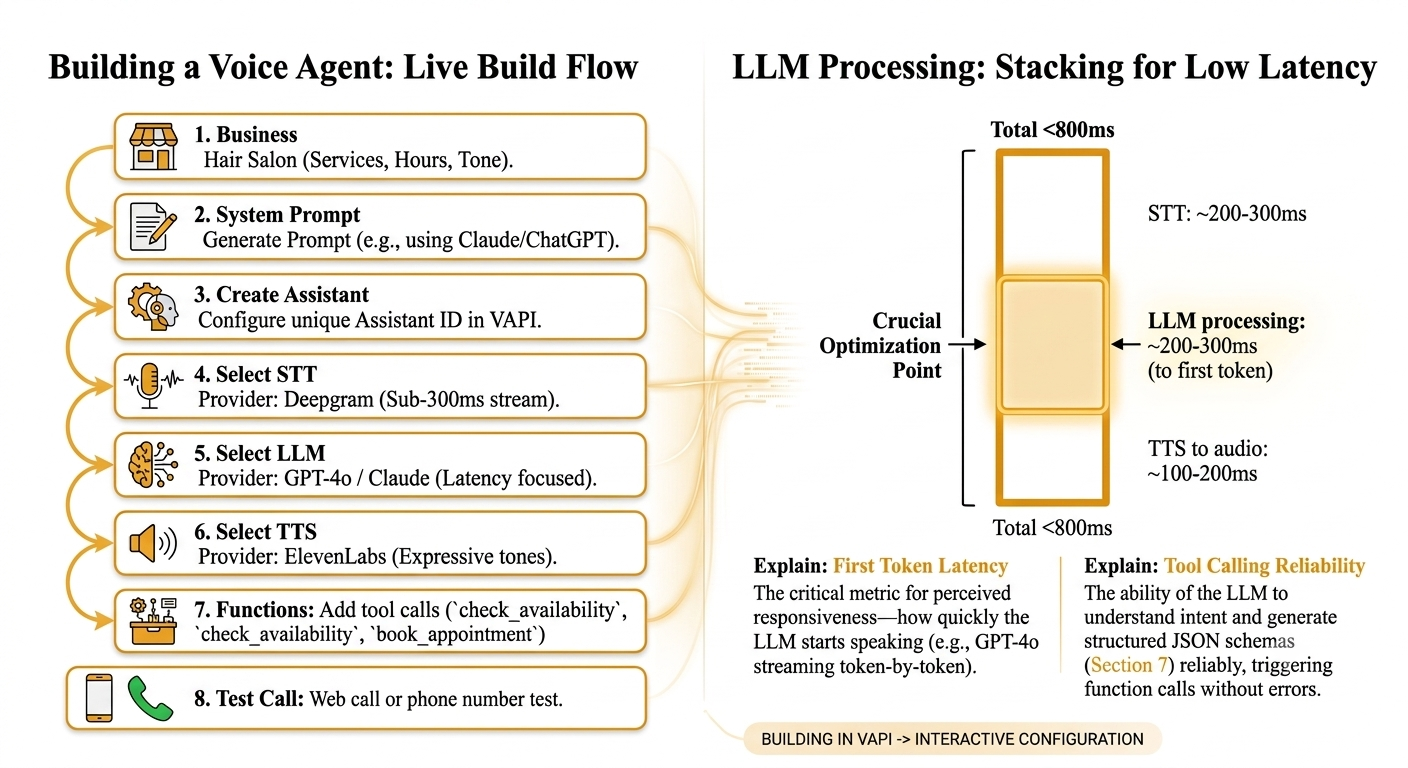 Building a Voice Agent: Live Build Flow
1. Business
Hair Salon (Services, Hours, Tone).
2. System Prompt
Generate Prompt (e.g., using Claude/ChatGPT).
3. Create Assistant
Configure unique Assistant ID in VAPI.
4. Select STT
Provider: Deepgram (Sub-300ms stream).
5. Select LLM
Provider: GPT-4o / Claude (Latency focused).
6. Select TTS
Provider: ElevenLabs (Expressive tones).
7. Functions: Add tool calls (`check_availability`,
`check_availability`, `book_appointment`)
8. Test Call: Web call or phone number test.
LLM Processing: Stacking for Low Latency
Total <800ms
STT: ~200-300ms
Crucial
Optimization
Point
LLM processing:
~200-300ms
(to first token)
TTS to audio:
~100-200ms
Total <800ms
Explain: First Token Latency
The critical metric for perceived
responsiveness—how quickly the
LLM starts speaking (e.g., GPT-4o
streaming token-by-token).
Explain: Tool Calling Reliability
The ability of the LLM to
understand intent and generate
structured JSON schemas
(Section 7) reliably, triggering
function calls without errors.
BUILDING IN VAPI -> INTERACTIVE CONFIGURATION